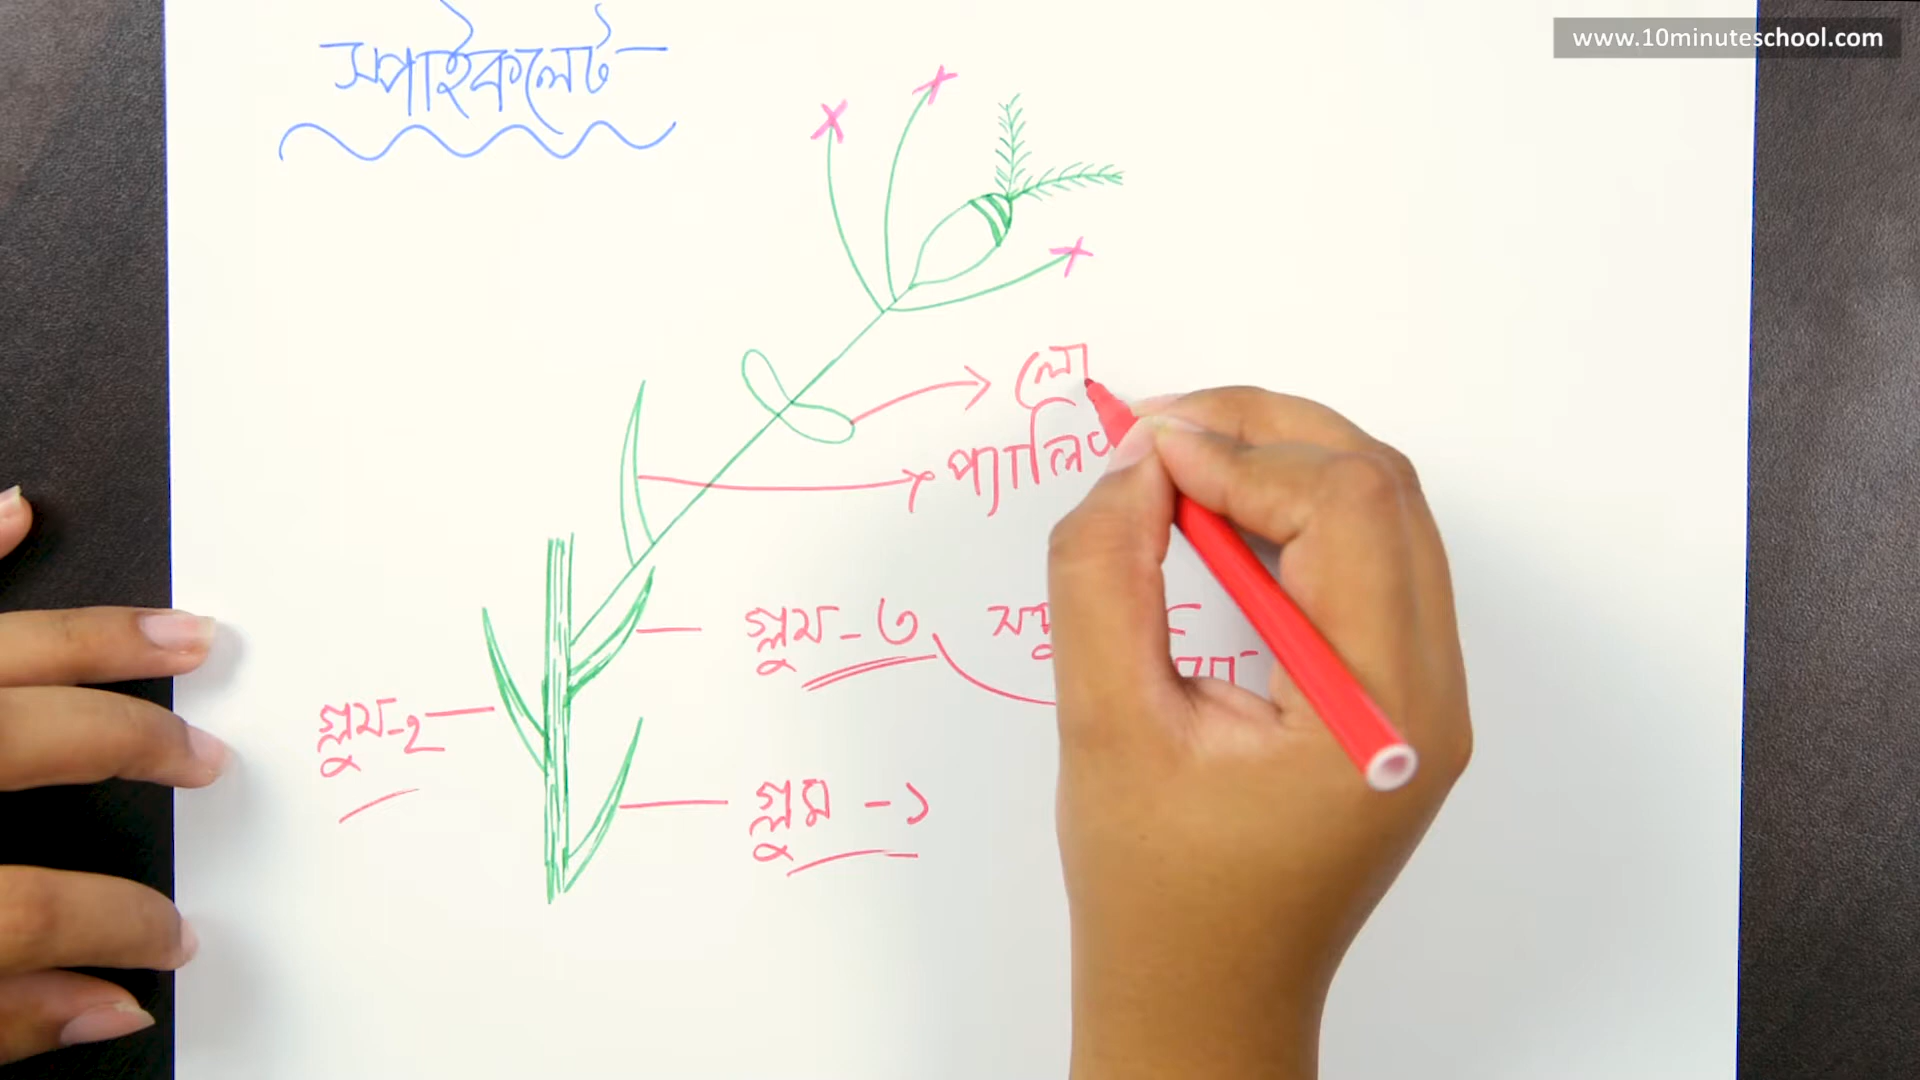 www.10minuteschool.com
স্পাইকলেট-
লো
গ্লুম-৩
গ্লুম-২
গ্লুম -১